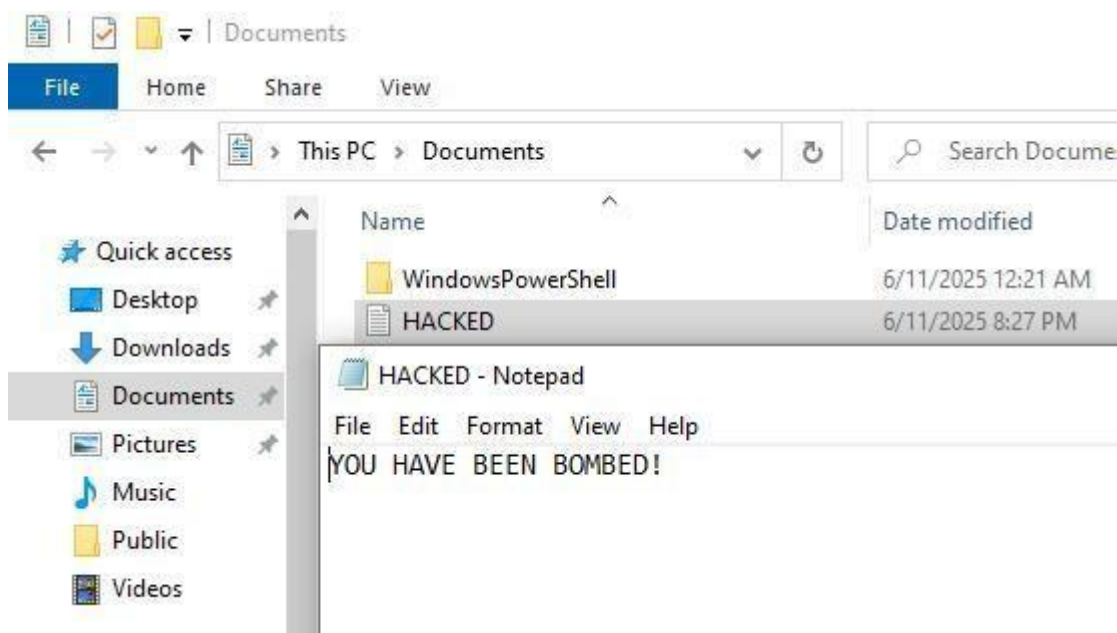 Documents
File Home Share View
This PC > Documents
Search Docume
Name Date modified
Quick access
Desktop
Downloads
Documents
Pictures
Music
Public
Videos
WindowsPowerShell 6/11/2025 12:21 AM
HACKED 6/11/2025 8:27 PM
HACKED - Notepad
File Edit Format View Help
YOU HAVE BEEN BOMBED!